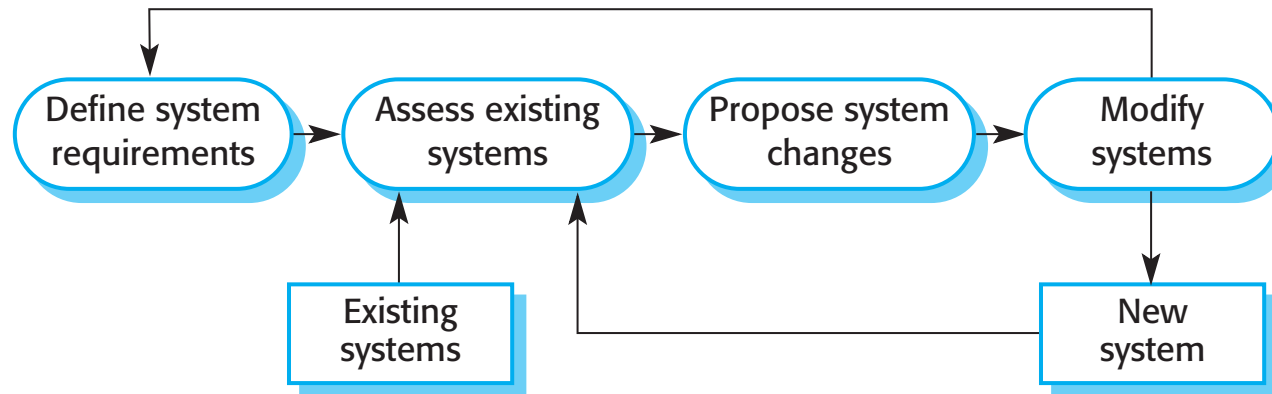 Define system
requirements
Assess existing
systems
Propose system
changes
Modify
systems
Existing
systems
New
system